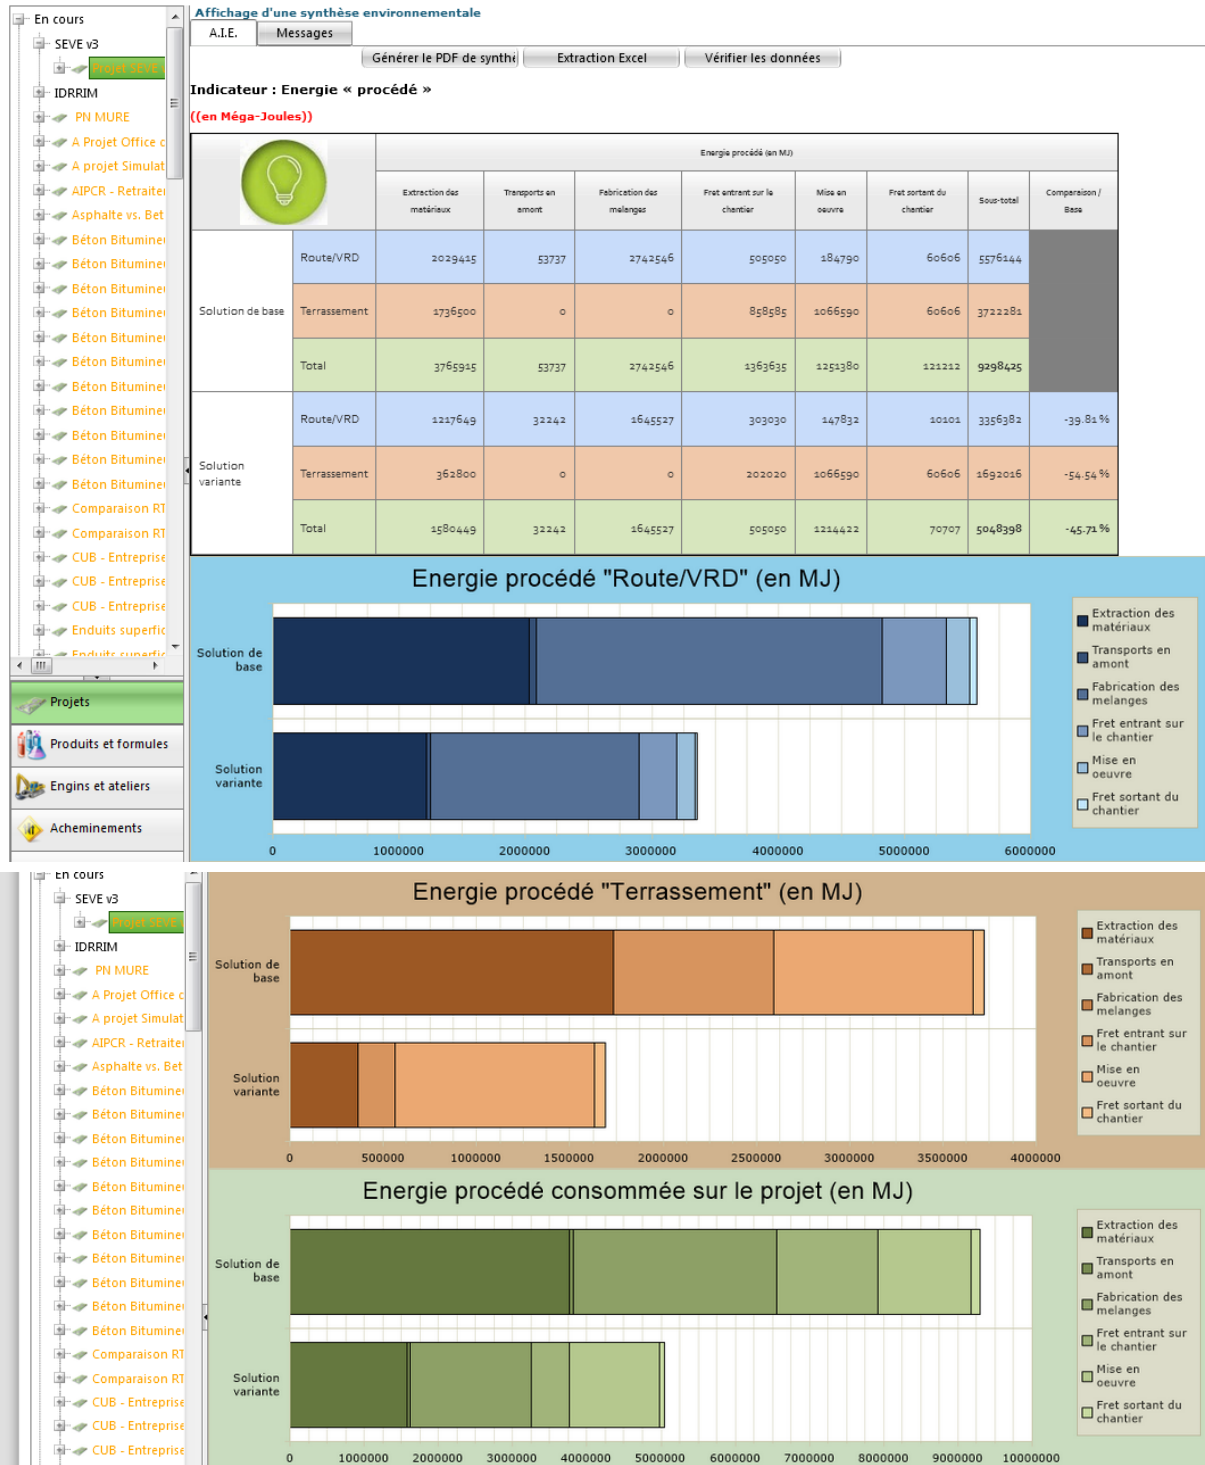 Affichage d'une synthèse environnementale
A.I.E.
Messages
Générer le PDF de synthè
Extraction Excel
Vérifier les données
Indicateur : Energie « procédé »
((en Méga-Joules))
En cours
SEVE v3
Projet SEVE
IDRRIM
PN MURE
A Projet Office c
A projet Simulat
AIPCR - Retraiter
Asphalte vs. Bet
Béton Bitumine
Béton Bitumine
Béton Bitumine
Béton Bitumine
Béton Bitumine
Béton Bitumine
Béton Bitumine
Béton Bitumine
Béton Bitumine
Béton Bitumine
Béton Bitumine
Comparaison RT
Comparaison RT
CUB - Entreprise
CUB - Entreprise
CUB - Entreprise
Enduits superfic
Enduits superfic
Projets
Produits et formules
Engins et ateliers
Acheminements
Energie procédé (en MJ)
Extraction des matériaux Transports en amont Fabrication des melanges Fret entrant sur le chantier Mise en oeuvre Fret sortant du chantier Sous-total Comparaison / Base
Solution de base
Route/VRD 2029415 53737 2742546 505050 184790 60606 5576144
Terrassement 1736500 0 0 858585 1066590 60606 3722281
Total 3765915 53737 2742546 1363635 1251380 121212 9298425
Solution variante
Route/VRD 1217649 32242 1645527 303030 147832 10101 3356382 -39.81 %
Terrassement 362800 0 0 202020 1066590 60606 1692016 -54.54 %
Total 1580449 32242 1645527 505050 1214422 70707 5048398 -45.71 %
Energie procédé "Route/VRD" (en MJ)
Solution de
base
Solution
variante
0 1000000 2000000 3000000 4000000 5000000 6000000
Extraction des
matériaux
Transports en
amont
Fabrication des
melanges
Fret entrant sur
le chantier
Mise en
oeuvre
Fret sortant du
chantier
En cours
SEVE v3
Projet SEVE
IDRRIM
PN MURE
A Projet Office c
A projet Simulat
AIPCR - Retraiter
Asphalte vs. Bet
Béton Bitumine
Béton Bitumine
Béton Bitumine
Béton Bitumine
Béton Bitumine
Béton Bitumine
Béton Bitumine
Béton Bitumine
Béton Bitumine
Béton Bitumine
Béton Bitumine
Comparaison RT
Comparaison RT
CUB - Entreprise
CUB - Entreprise
CUB - Entreprise
Energie procédé "Terrassement" (en MJ)
Solution de
base
Solution
variante
0 500000 1000000 1500000 2000000 2500000 3000000 3500000 4000000
Extraction des
matériaux
Transports en
amont
Fabrication des
melanges
Fret entrant sur
le chantier
Mise en
oeuvre
Fret sortant du
chantier
Energie procédé consommée sur le projet (en MJ)
Solution de
base
Solution
variante
0 1000000 2000000 3000000 4000000 5000000 6000000 7000000 8000000 9000000 10000000
Extraction des
matériaux
Transports en
amont
Fabrication des
melanges
Fret entrant sur
le chantier
Mise en
oeuvre
Fret sortant du
chantier